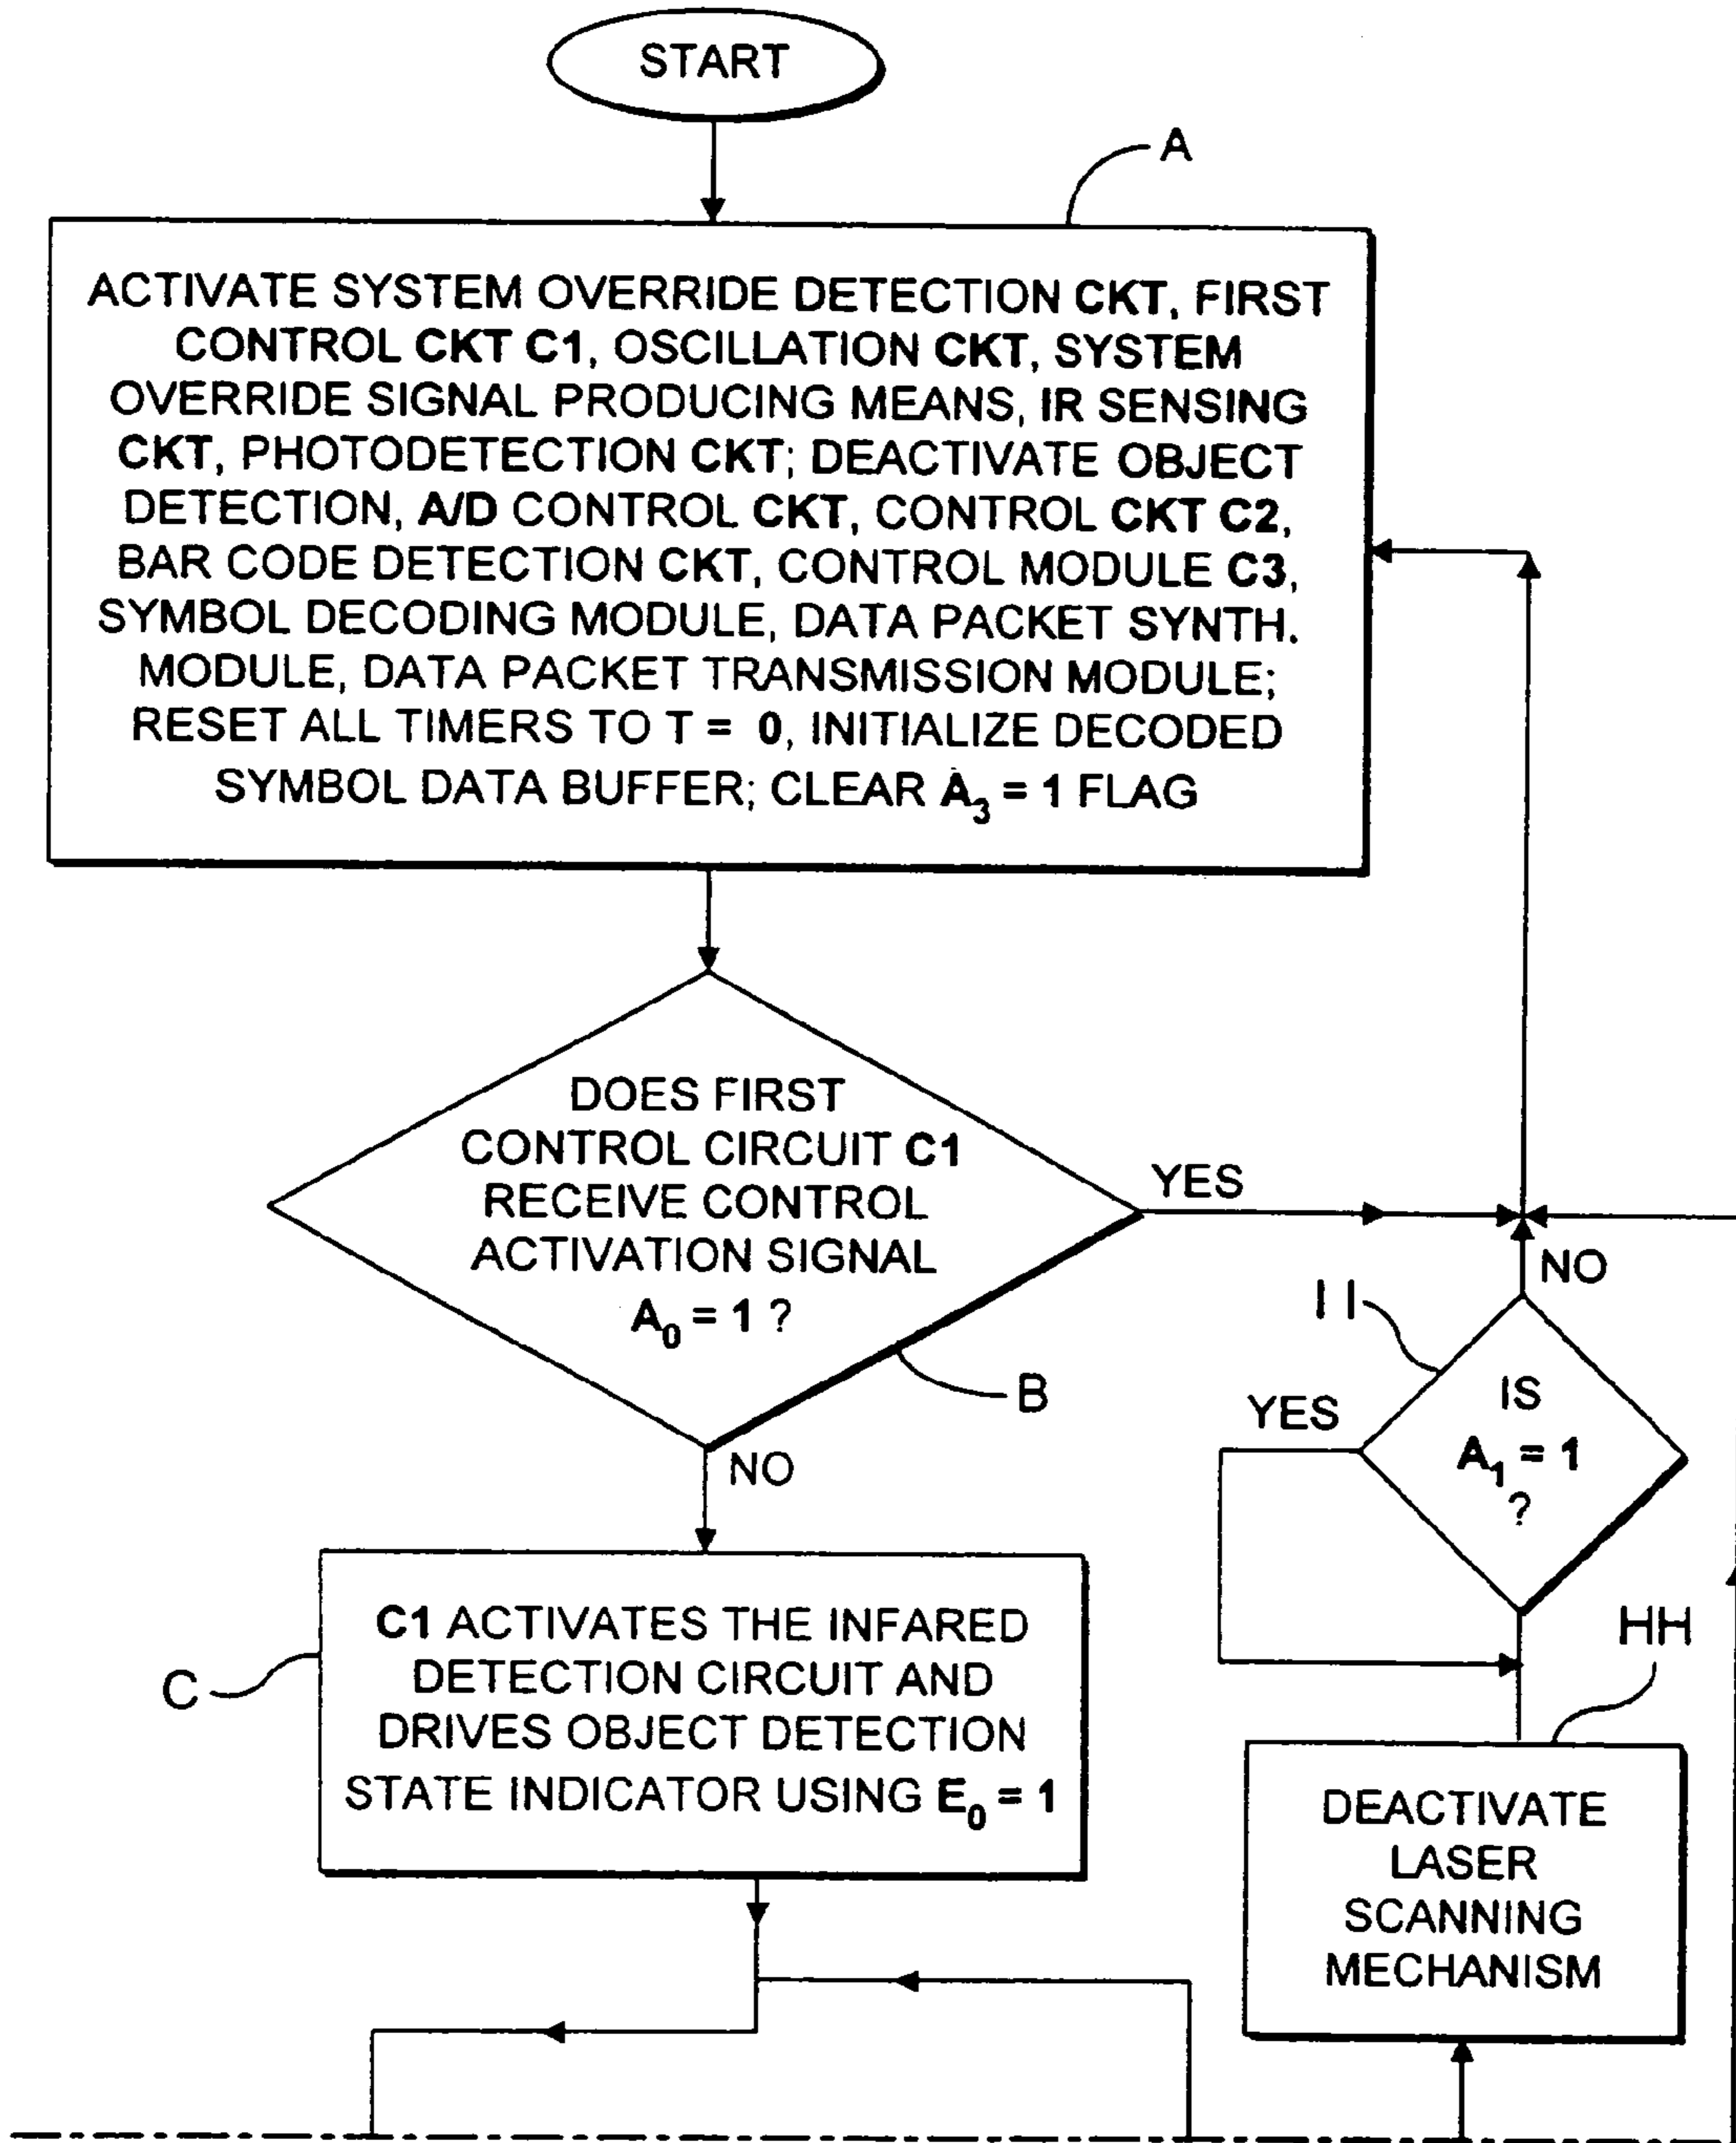 START
A
ACTIVATE SYSTEM OVERRIDE DETECTION CKT, FIRST
CONTROL CKT C1, OSCILLATION CKT, SYSTEM
OVERRIDE SIGNAL PRODUCING MEANS, IR SENSING
CKT, PHOTODETECTION CKT; DEACTIVATE OBJECT
DETECTION, A/D CONTROL CKT, CONTROL CKT C2,
BAR CODE DETECTION CKT, CONTROL MODULE C3,
SYMBOL DECODING MODULE, DATA PACKET SYNTH.
MODULE, DATA PACKET TRANSMISSION MODULE;
RESET ALL TIMERS TO T = 0, INITIALIZE DECODED
SYMBOL DATA BUFFER; CLEAR A₃ = 1 FLAG
DOES FIRST
CONTROL CIRCUIT C1
RECEIVE CONTROL
ACTIVATION SIGNAL
A₀ = 1 ?
YES
B
NO
NO
II
IS
A₁ = 1
?
YES
C1 ACTIVATES THE INFARED
DETECTION CIRCUIT AND
DRIVES OBJECT DETECTION
STATE INDICATOR USING E₀ = 1
C
HH
DEACTIVATE
LASER
SCANNING
MECHANISM